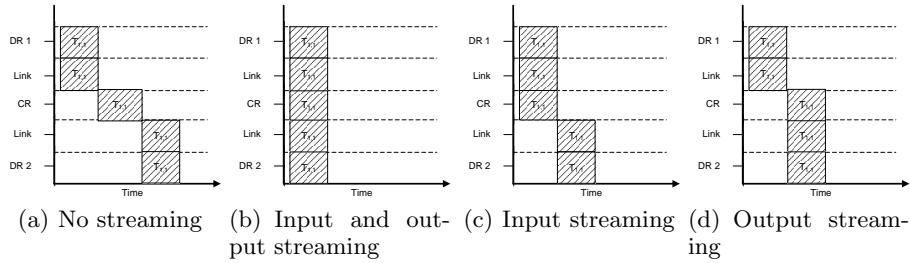 DR 1
Link
CR
Link
DR 2
T1,1
T1,1
T1,1
T1,1
T1,1
Time
DR 1
Link
CR
Link
DR 2
T1,1
T1,1
T1,1
T1,1
T1,1
Time
DR 1
Link
CR
Link
DR 2
T1,1
T1,1
T1,1
T1,1
T1,1
Time
DR 1
Link
CR
Link
DR 2
T1,1
T1,1
T1,1
T1,1
T1,1
Time
(a) No streaming
(b) Input and out-
put streaming
(c) Input streaming
(d) Output stream-
ing